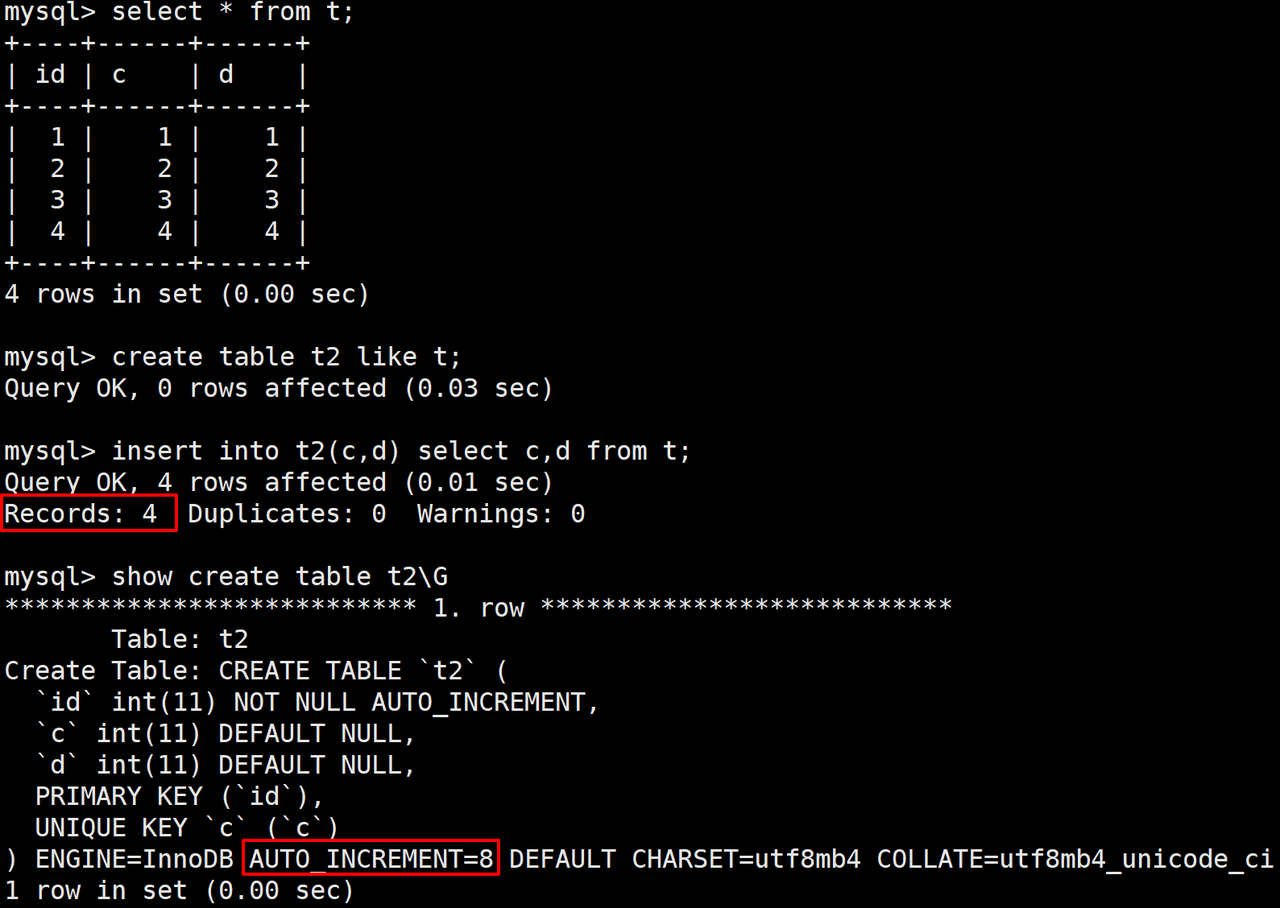 mysql> select * from t;
+----+------+------+
| id | c    | d    |
+----+------+------+
|  1 |    1 |    1 |
|  2 |    2 |    2 |
|  3 |    3 |    3 |
|  4 |    4 |    4 |
+----+------+------+
4 rows in set (0.00 sec)

mysql> create table t2 like t;
Query OK, 0 rows affected (0.03 sec)

mysql> insert into t2(c,d) select c,d from t;
Query OK, 4 rows affected (0.01 sec)
Records: 4  Duplicates: 0  Warnings: 0

mysql> show create table t2\G
*************************** 1. row ***************************
       Table: t2
Create Table: CREATE TABLE `t2` (
  `id` int(11) NOT NULL AUTO_INCREMENT,
  `c` int(11) DEFAULT NULL,
  `d` int(11) DEFAULT NULL,
  PRIMARY KEY (`id`),
  UNIQUE KEY `c` (`c`)
) ENGINE=InnoDB AUTO_INCREMENT=8 DEFAULT CHARSET=utf8mb4 COLLATE=utf8mb4_unicode_ci
1 row in set (0.00 sec)